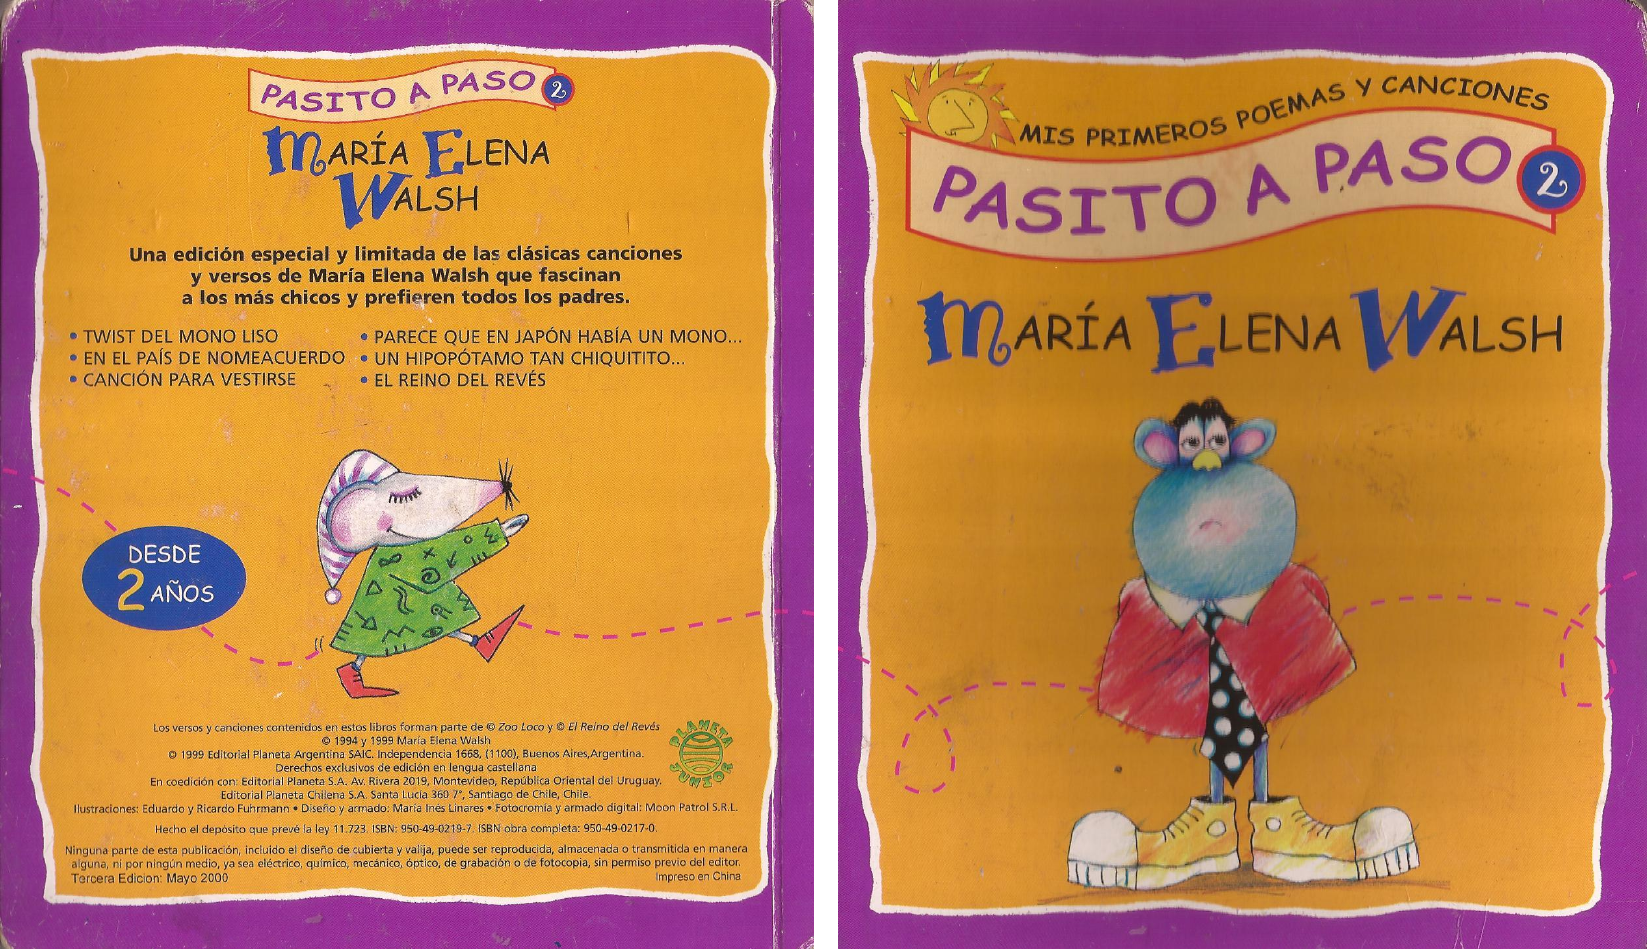 PASITO A PASO 2
MARÍA ELENA
WALSH
Una edición especial y limitada de las clásicas canciones
y versos de María Elena Walsh que fascinan
a los más chicos y prefieren todos los padres.
• TWIST DEL MONO LISO
• EN EL PAÍS DE NOMEACUERDO
• CANCIÓN PARA VESTIRSE
• PARECE QUE EN JAPÓN HABÍA UN MONO...
• UN HIPOPÓTAMO TAN CHIQUITITO...
• EL REINO DEL REVÉS
DESDE
2 AÑOS
Los versos y canciones contenidos en estos libros forman parte de © Zoo Loco y © El Reino del Revés
© 1994 y 1999 María Elena Walsh
© 1999 Editorial Planeta Argentina SAIC. Independencia 1668, (1100), Buenos Aires,Argentina.
Derechos exclusivos de edición en lengua castellana
En coedición con: Editorial Planeta S.A. Av. Rivera 2019, Montevideo, República Oriental del Uruguay.
Editorial Planeta Chilena S.A. Santa Lucía 360 7°, Santiago de Chile, Chile.
Ilustraciones: Eduardo y Ricardo Fuhrmann • Diseño y armado: María Inés Linares • Fotocromía y armado digital: Moon Patrol S.R.L.
Hecho el depósito que prevé la ley 11.723. ISBN: 950-49-0219-7. ISBN obra completa: 950-49-0217-0.
Ninguna parte de esta publicación, incluido el diseño de cubierta y valija, puede ser reproducida, almacenada o transmitida en manera
alguna, ni por ningún medio, ya sea eléctrico, químico, mecánico, óptico, de grabación o de fotocopia, sin permiso previo del editor.
Tercera Edicion: Mayo 2000
Impreso en China
PLANETA
JUNIOR
MIS PRIMEROS POEMAS Y CANCIONES
PASITO A PASO 2
MARÍA ELENA WALSH